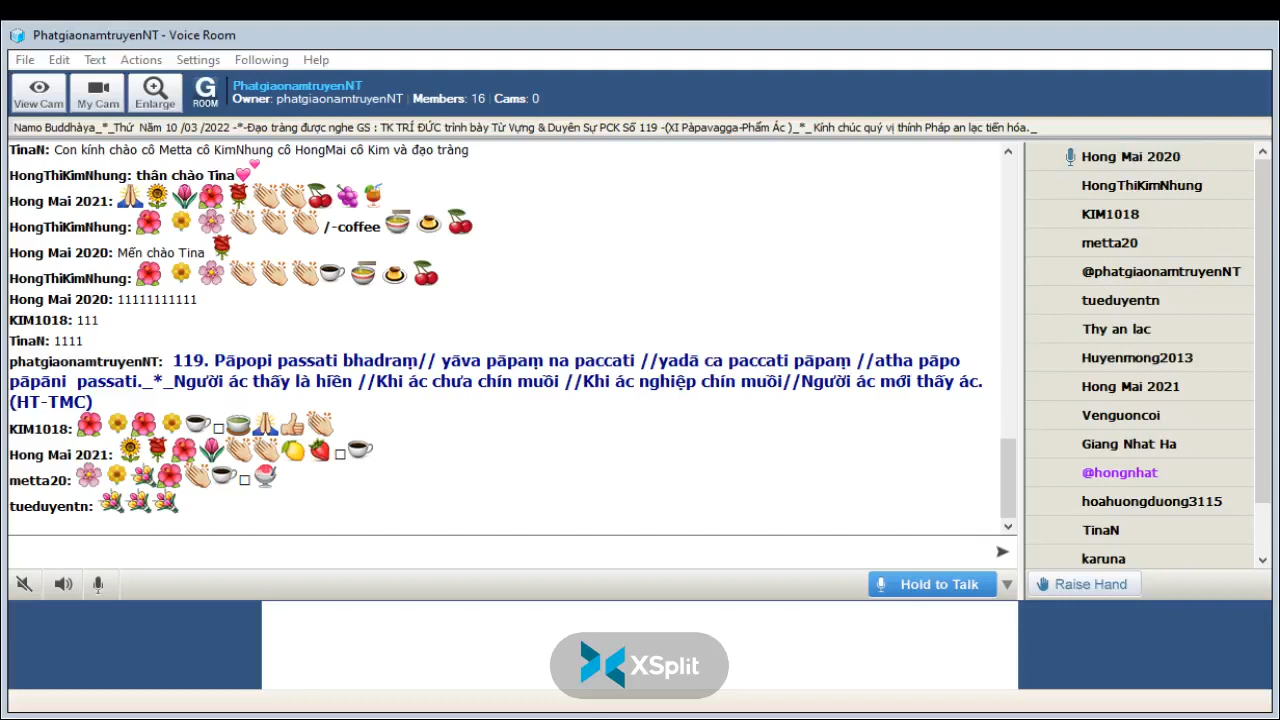 PhatgiaonamtruyenNT - Voice Room
File Edit Text Actions Settings Following Help
View Cam My Cam Enlarge G ROOM
PhatgiaonamtruyenNT
Owner: phatgiaonamtruyenNT | Members: 16 | Cams: 0
Namo Buddhàya_*_Thứ Năm 10 /03 /2022 -*-Đạo tràng được nghe GS : TK TRÍ ĐỨC trình bày Từ Vựng & Duyên Sự PCK Số 119 -(XI Pàpavagga-Phẩm Ác )_*_ Kính chúc quý vị thính Pháp an lạc tiến hóa._
TinaN: Con kính chào cô Metta cô KimNhung cô HongMai cô Kim và đạo tràng
HongThiKimNhung: thân chào Tina
Hong Mai 2021:
HongThiKimNhung: /-coffee
Hong Mai 2020: Mến chào Tina
HongThiKimNhung:
Hong Mai 2020: 11111111111
KIM1018: 111
TinaN: 1111
phatgiaonamtruyenNT: 119. Pāpopi passati bhadraṃ// yāva pāpaṃ na paccati //yadā ca paccati pāpaṃ //atha pāpo
pāpāni passati._*_Người ác thấy là hiền //Khi ác chưa chín muồi //Khi ác nghiệp chín muồi//Người ác mới thấy ác.
(HT-TMC)
KIM1018:
Hong Mai 2021:
metta20:
tueduyentn:
Hong Mai 2020
HongThiKimNhung
KIM1018
metta20
@phatgiaonamtruyenNT
tueduyentn
Thy an lac
Huyenmong2013
Hong Mai 2021
Venguoncoi
Giang Nhat Ha
@hongnhat
hoahuongduong3115
TinaN
karuna
Hold to Talk
Raise Hand
XSplit